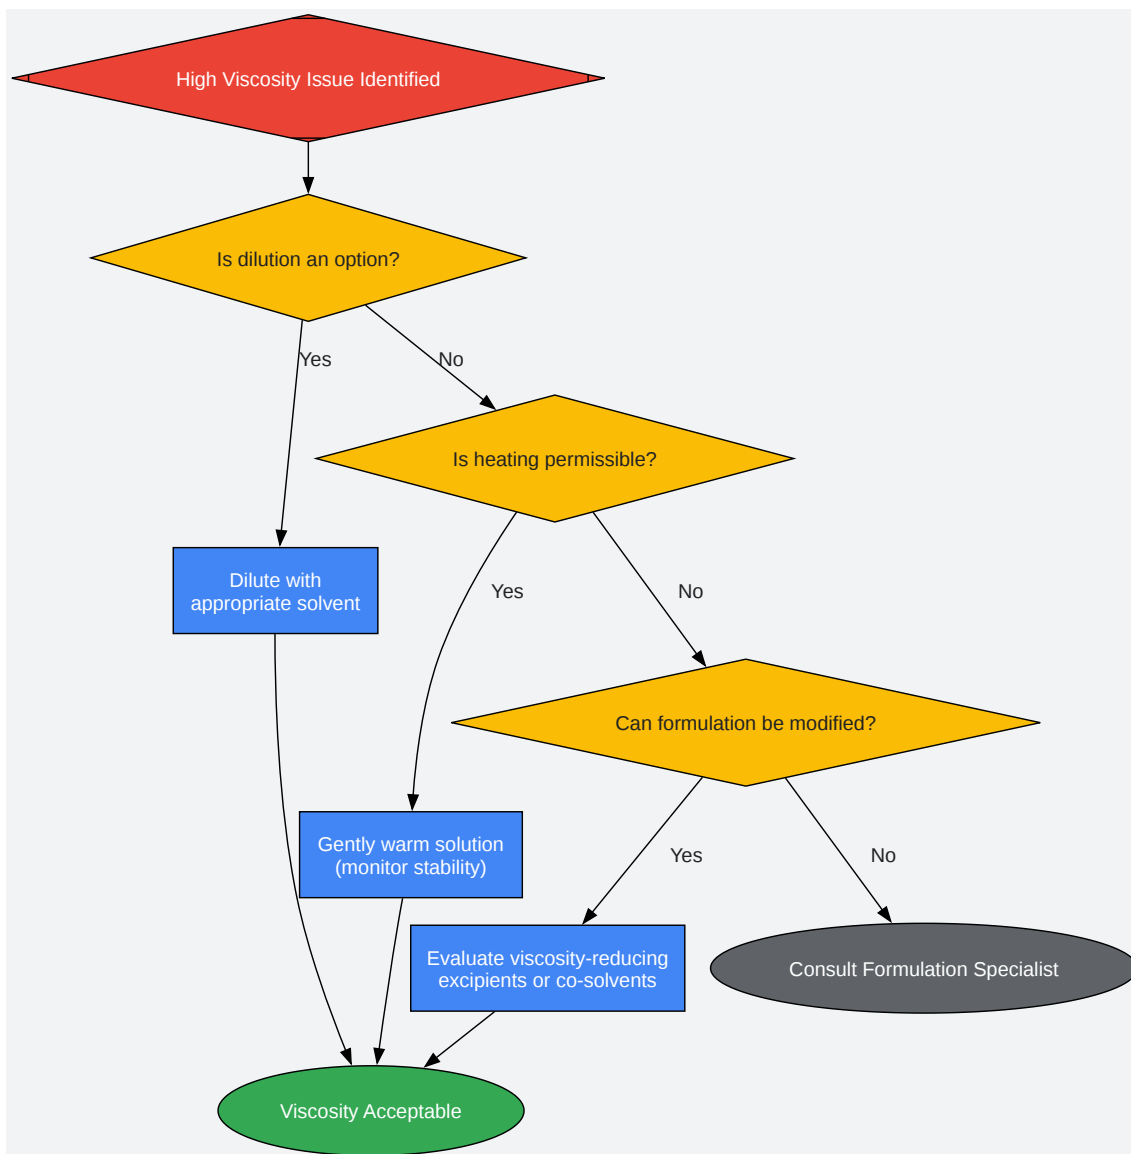 High Viscosity Issue Identified
Is dilution an option?
Yes
No
Is heating permissible?
Dilute with
appropriate solvent
Yes
No
Can formulation be modified?
Gently warm solution
(monitor stability)
Yes
No
Evaluate viscosity-reducing
excipients or co-solvents
Consult Formulation Specialist
Viscosity Acceptable